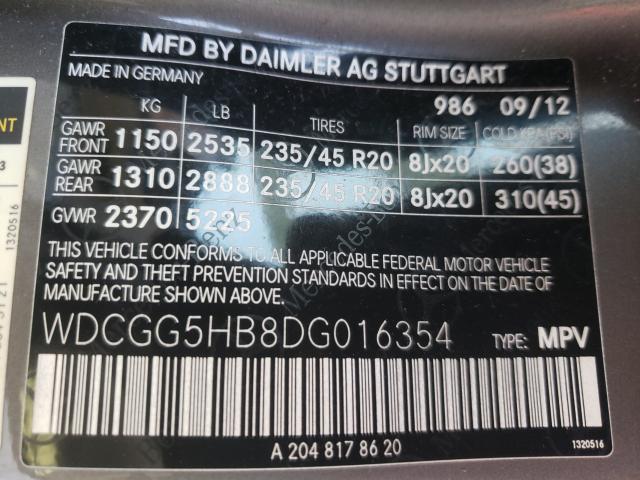 MFD BY DAIMLER AG STUTTGART
MADE IN GERMANY 986 09/12
KG LB TIRES RIM SIZE COLD KPA(PSI)
GAWR FRONT 1150 2535 235/45 R20 8Jx20 260(38)
GAWR REAR 1310 2888 235/45 R20 8Jx20 310(45)
GVWR 2370 5225
THIS VEHICLE CONFORMS TO ALL APPLICABLE FEDERAL MOTOR VEHICLE
SAFETY AND THEFT PREVENTION STANDARDS IN EFFECT ON THE DATE
OF MANUFACTURE SHOWN ABOVE.
WDCGG5HB8DG016354 TYPE: MPV
A 204 817 86 20
1320516
1320516